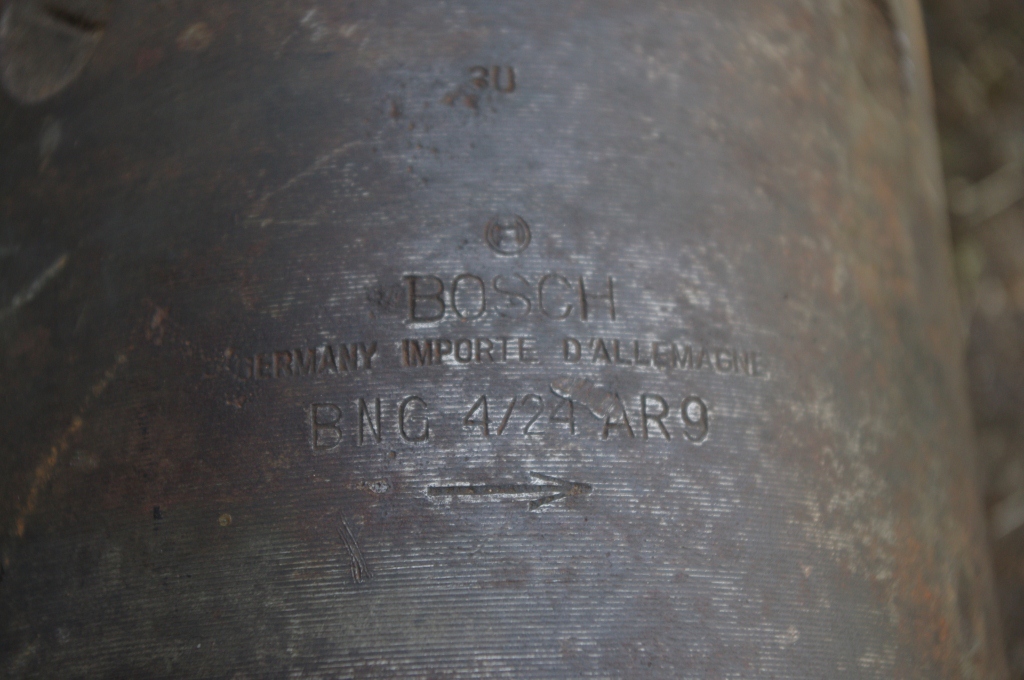 3U
BOSCH
ERMANY IMPORTE D'ALLEMAGNE
BNG 4/24 AR9